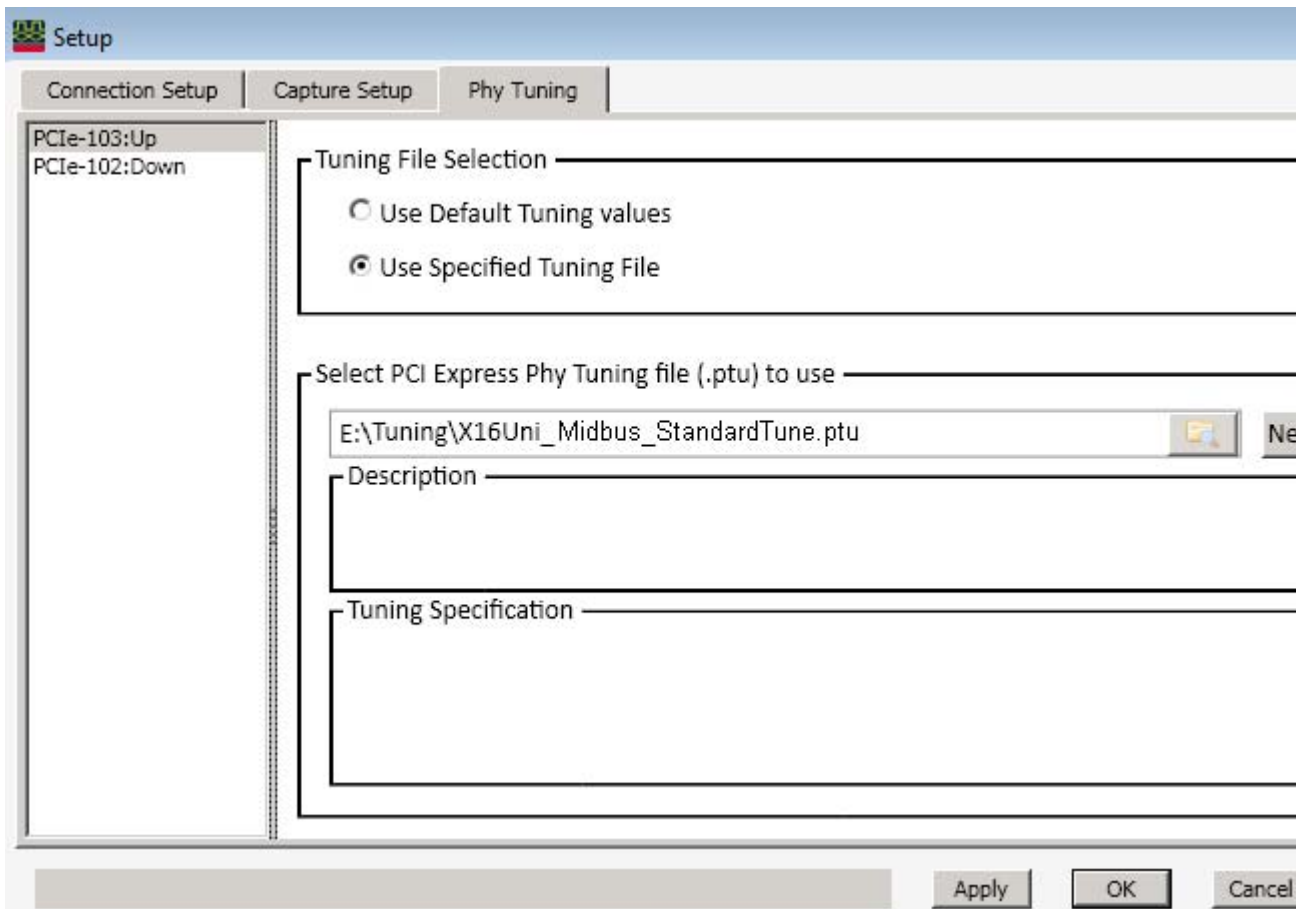 Setup
Connection Setup
Capture Setup
Phy Tuning
PCIe-103:Up
PCIe-102:Down
Tuning File Selection
Use Default Tuning values
Use Specified Tuning File
Select PCI Express Phy Tuning file (.ptu) to use
E:\Tuning\X16Uni_Midbus_StandardTune.ptu
Ne
Description
Tuning Specification
Apply
OK
Cancel